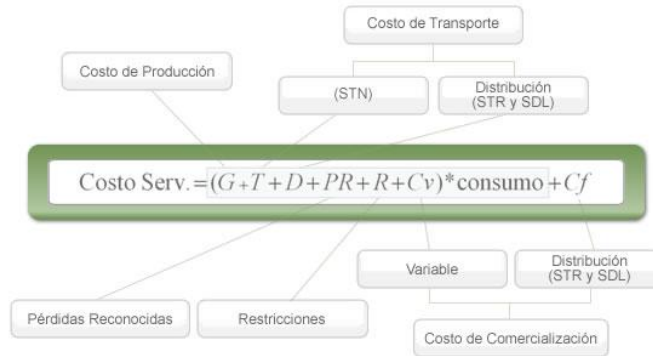 Costo de Transporte
Costo de Producción
(STN)
Distribución
(STR y SDL)
Costo Serv.=(G+T+D+PR+R+Cv)*consumo+Cf
Variable
Distribución
(STR y SDL)
Pérdidas Reconocidas
Restricciones
Costo de Comercialización